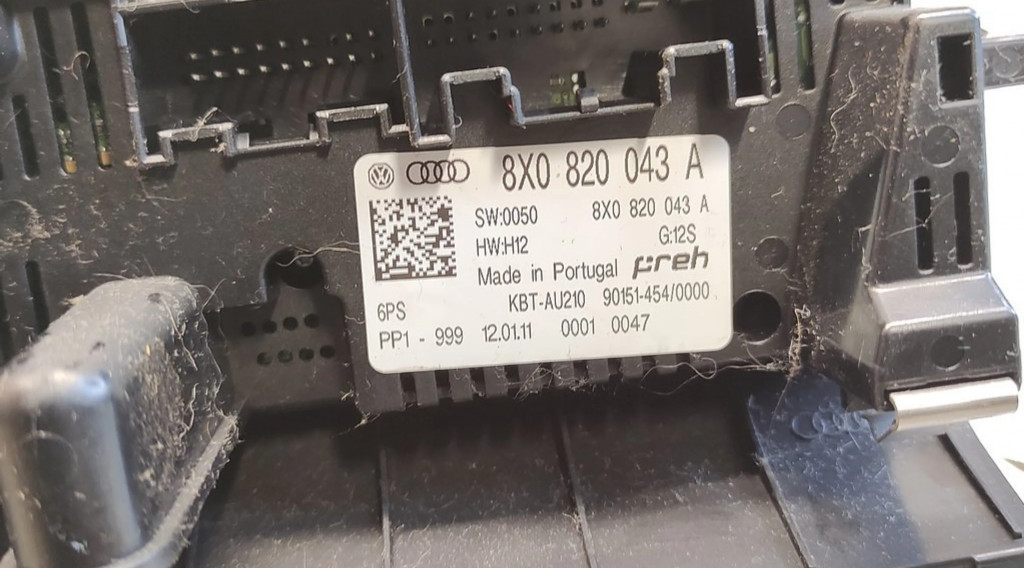 8X0 820 043 A
SW:0050 8X0 820 043 A
HW:H12 G:12S
Made in Portugal preh
6PS KBT-AU210 90151-454/0000
PP1 - 999 12.01.11 0001 0047